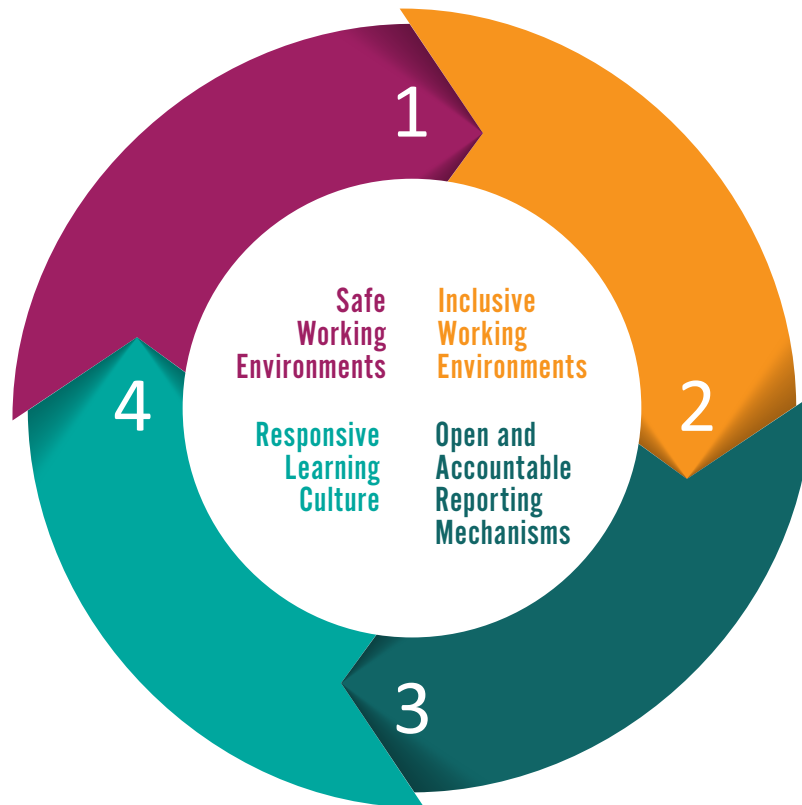 1
Safe
Working
Environments
Inclusive
Working
Environments
2
4
Responsive
Learning
Culture
Open and
Accountable
Reporting
Mechanisms
3